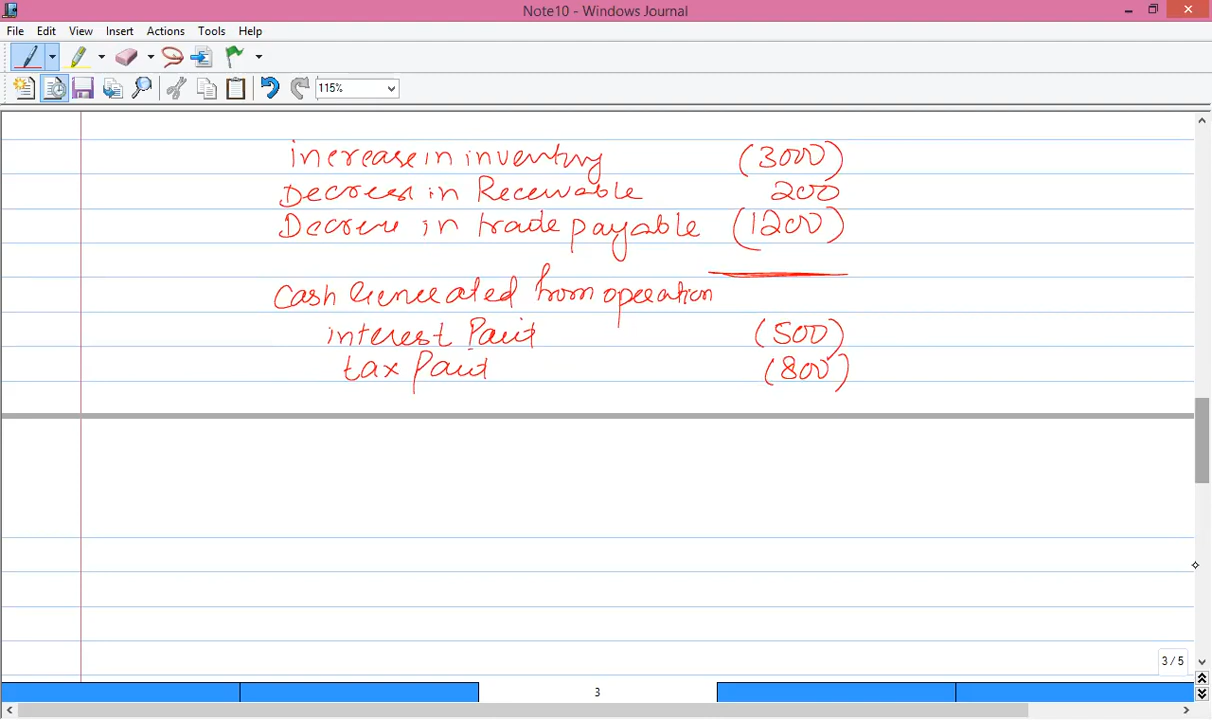 Note10 - Windows Journal
File Edit View Insert Actions Tools Help
115%
increase in inventory (3000)
Decrease in Receivable 200
Decrease in trade payable (1200)
Cash Generated from operation
interest Paid (500)
tax Paid (800)
3 / 5
3